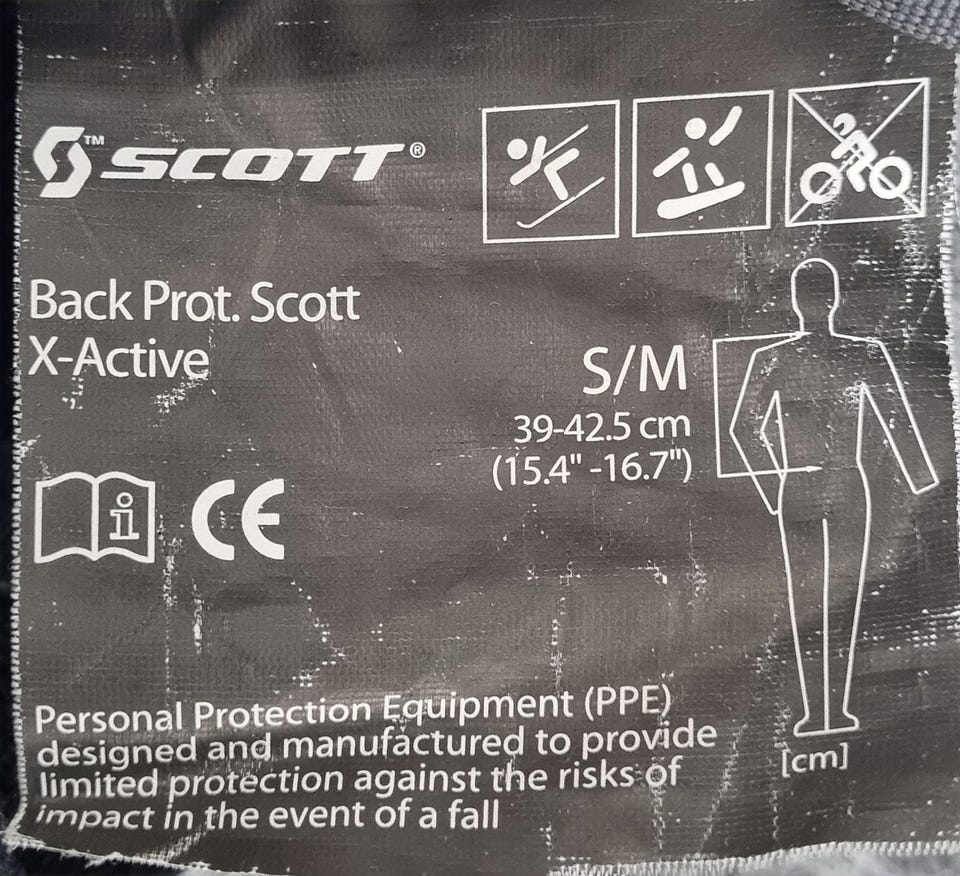 ™ SCOTT®
Back Prot. Scott
X-Active
S/M
39-42.5 cm
(15.4" -16.7")
i CE
Personal Protection Equipment (PPE)
designed and manufactured to provide
limited protection against the risks of
impact in the event of a fall
[cm]